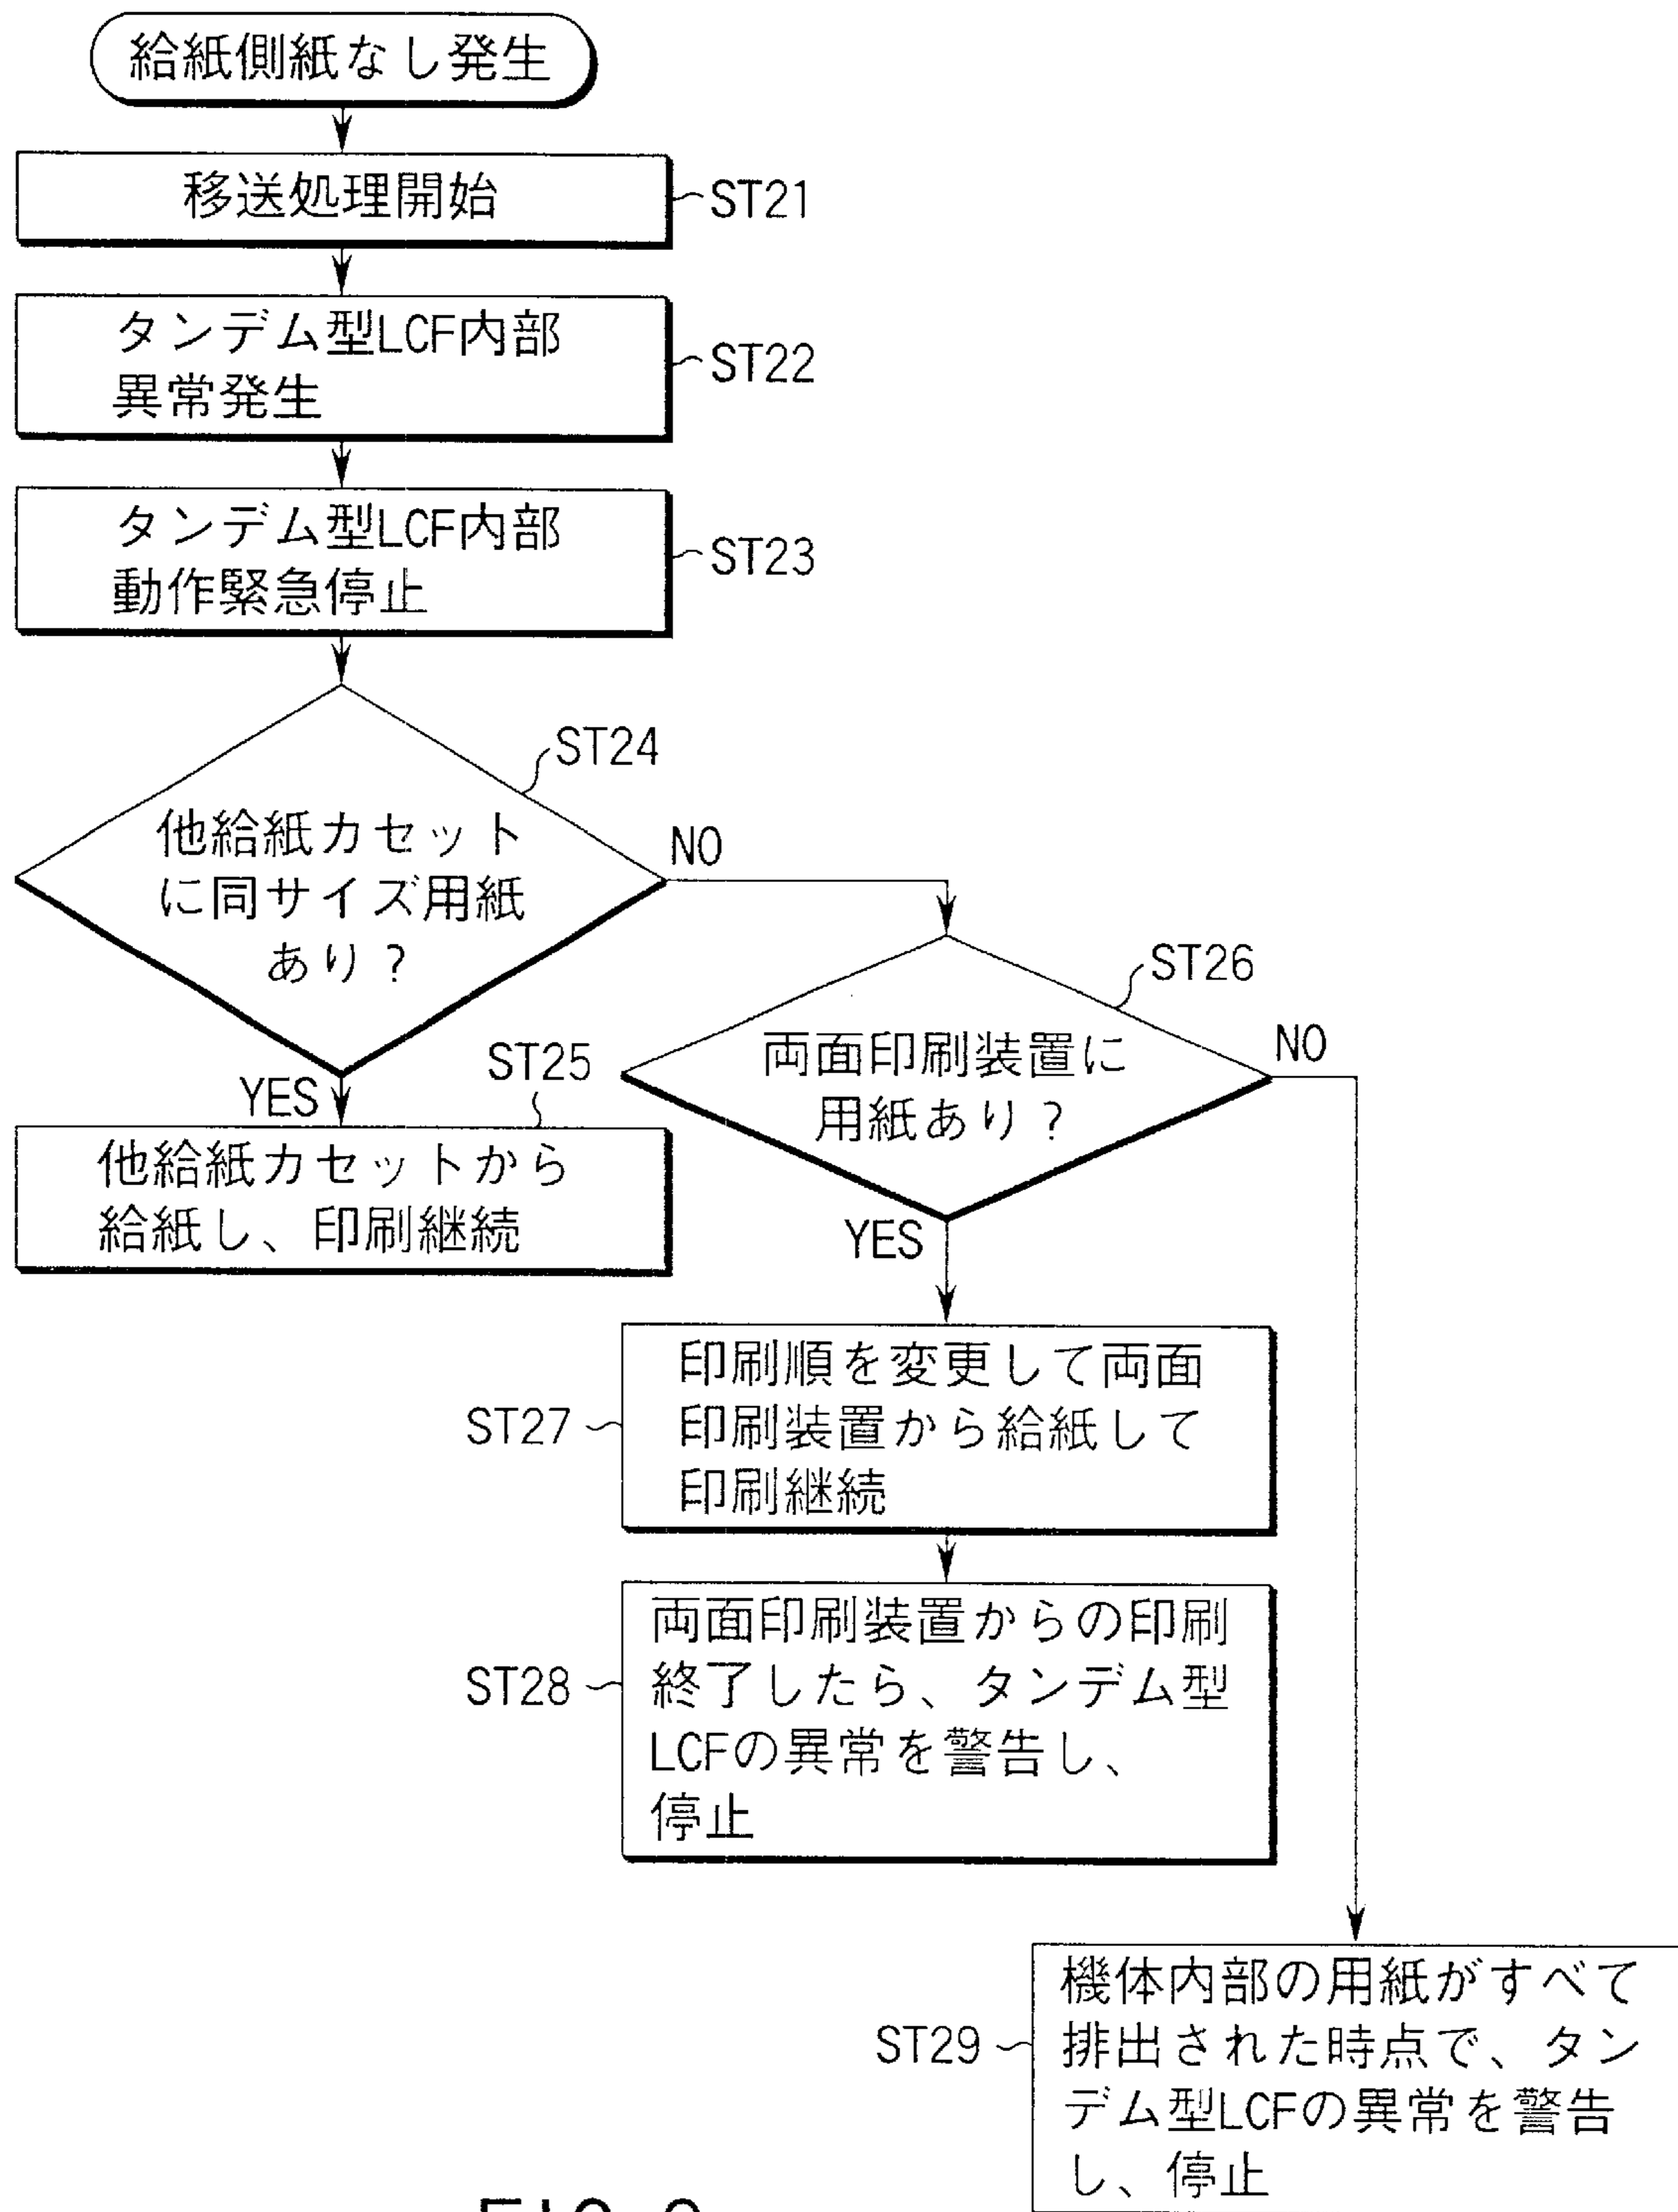 給紙側紙なし発生
移送処理開始
ST21
タンデム型LCF内部
異常発生
ST22
タンデム型LCF内部
動作緊急停止
ST23
ST24
他給紙カセット
に同サイズ用紙
あり？
NO
YES
ST25
他給紙カセットから
給紙し、印刷継続
ST26
両面印刷装置に
用紙あり？
NO
YES
ST27
印刷順を変更して両面
印刷装置から給紙して
印刷継続
ST28
両面印刷装置からの印刷
終了したら、タンデム型
LCFの異常を警告し、
停止
ST29
機体内部の用紙がすべて
排出された時点で、タン
デム型LCFの異常を警告
し、停止